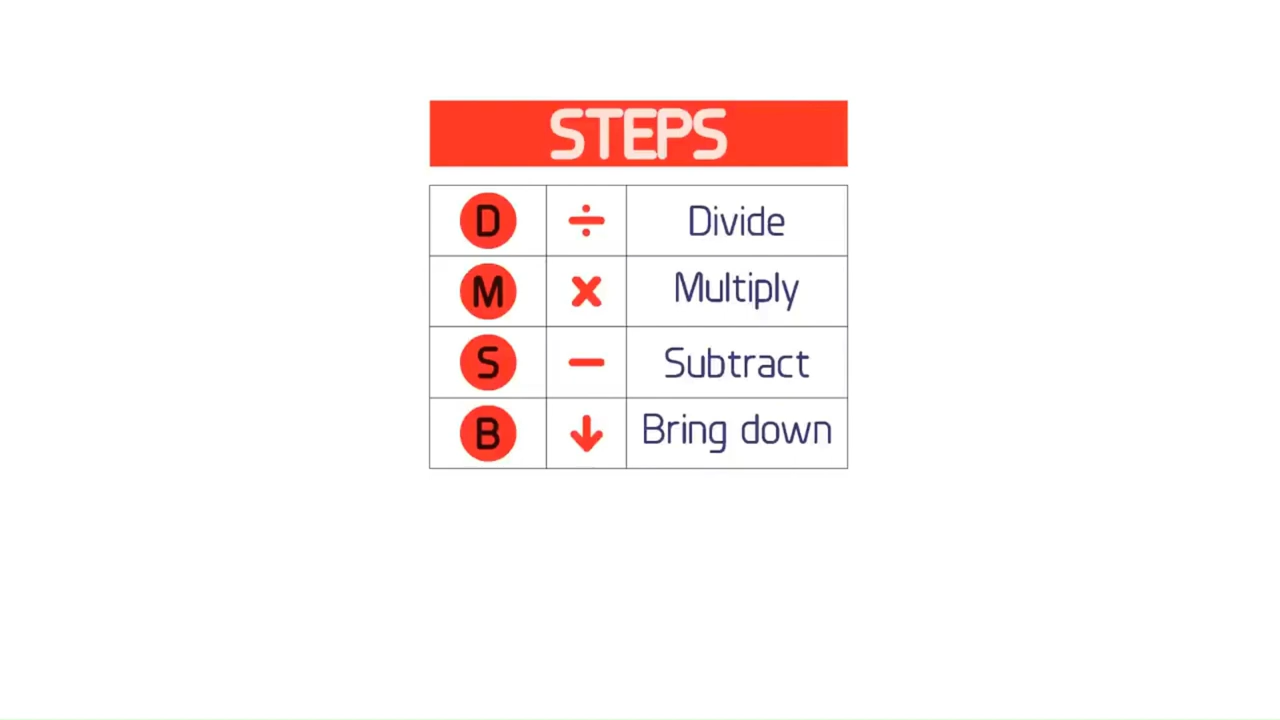 STEPS
D ÷ Divide
M × Multiply
S − Subtract
B ↓ Bring down